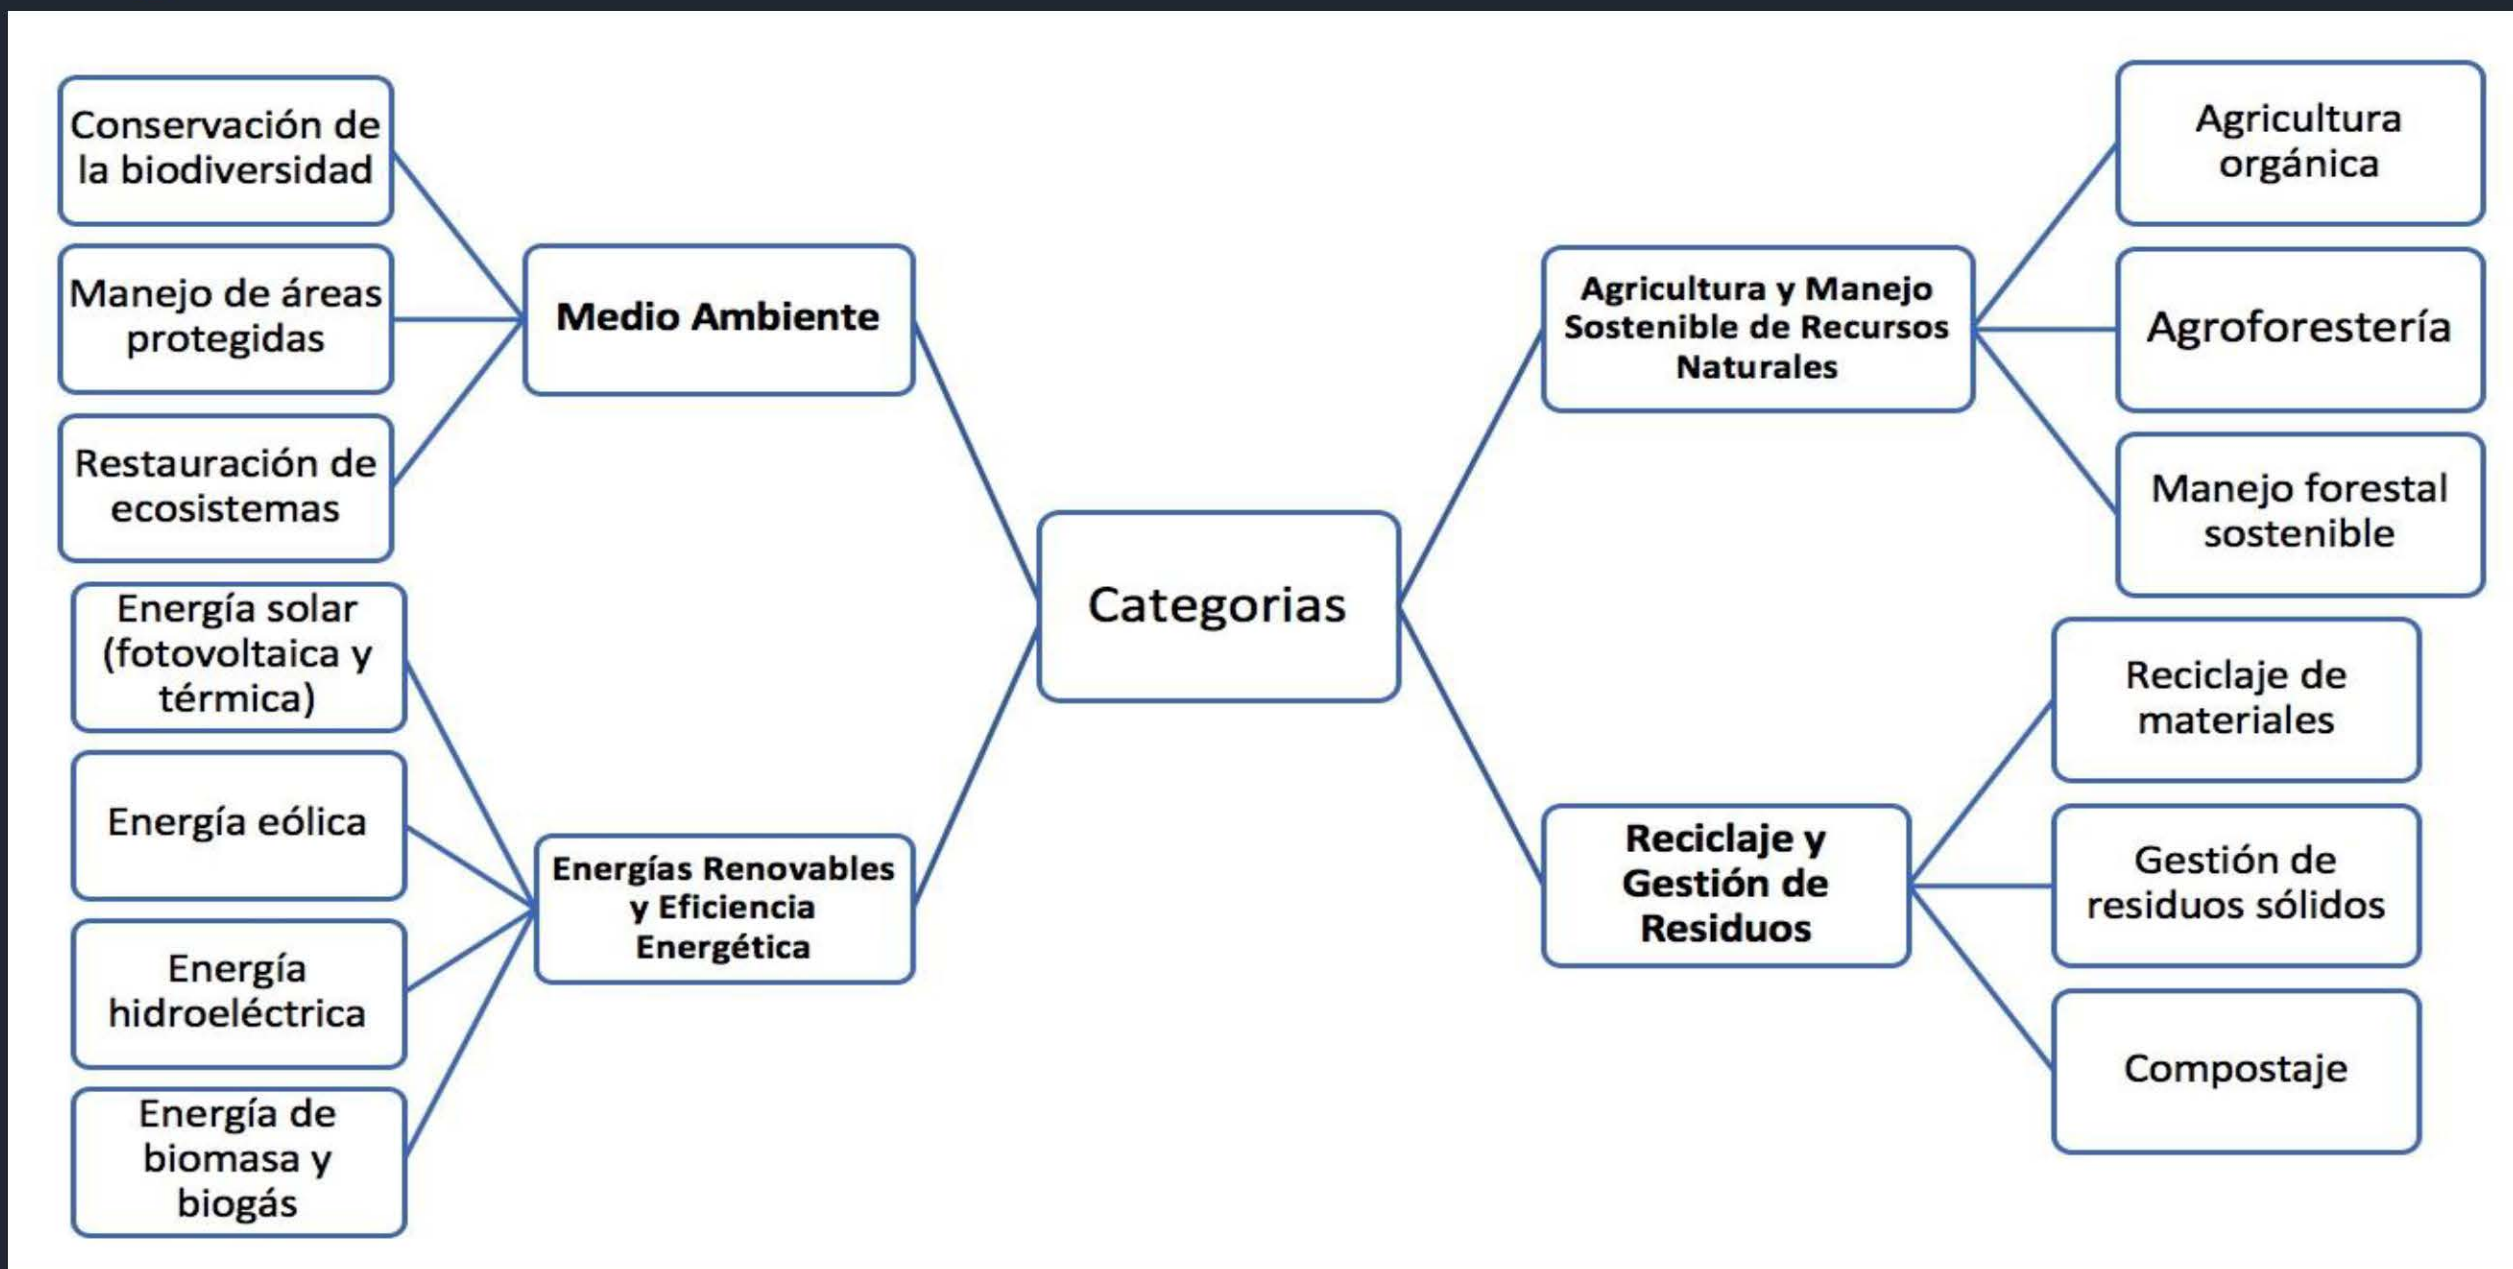 Conservación de
la biodiversidad
Manejo de áreas
protegidas
Restauración de
ecosistemas
Medio Ambiente
Energía solar
(fotovoltaica y
térmica)
Energía eólica
Energía
hidroeléctrica
Energía de
biomasa y
biogás
Energías Renovables
y Eficiencia
Energética
Categorias
Agricultura y Manejo
Sostenible de Recursos
Naturales
Agricultura
orgánica
Agroforestería
Manejo forestal
sostenible
Reciclaje y
Gestión de
Residuos
Reciclaje de
materiales
Gestión de
residuos sólidos
Compostaje